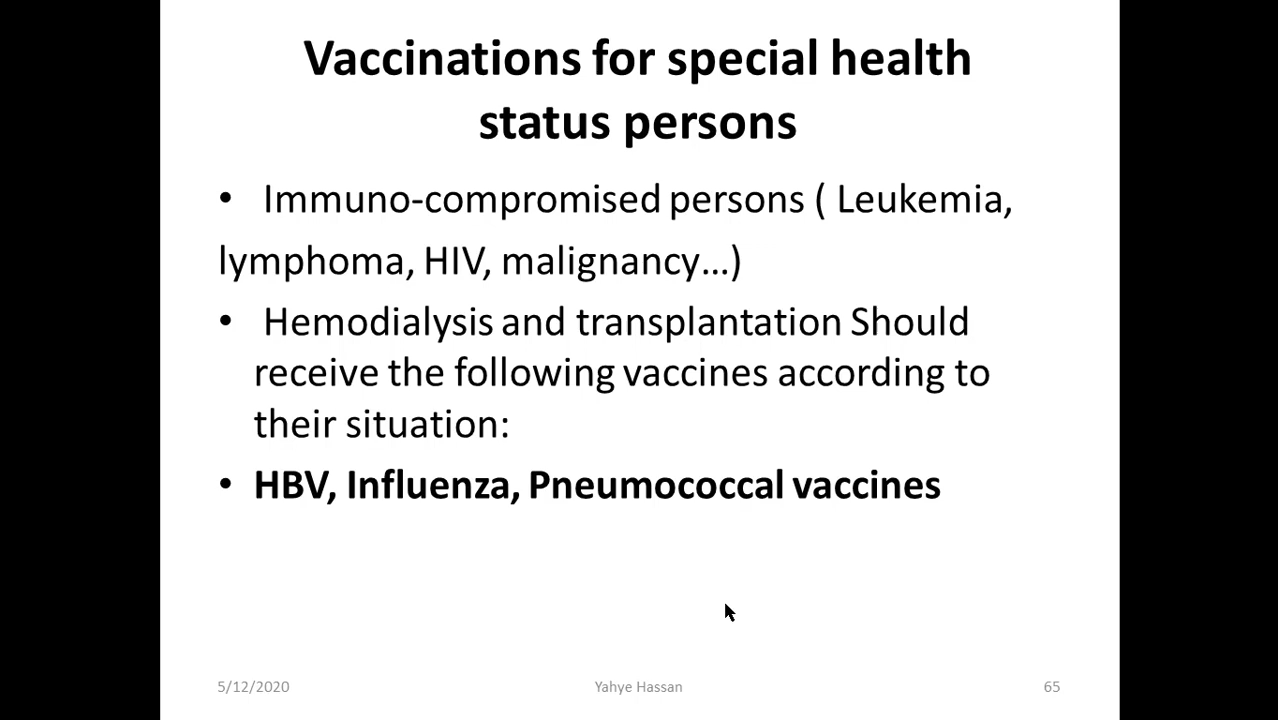 Vaccinations for special health
status persons
• Immuno-compromised persons ( Leukemia,
lymphoma, HIV, malignancy...)
• Hemodialysis and transplantation Should
receive the following vaccines according to
their situation:
• HBV, Influenza, Pneumococcal vaccines
5/12/2020 Yahye Hassan 65